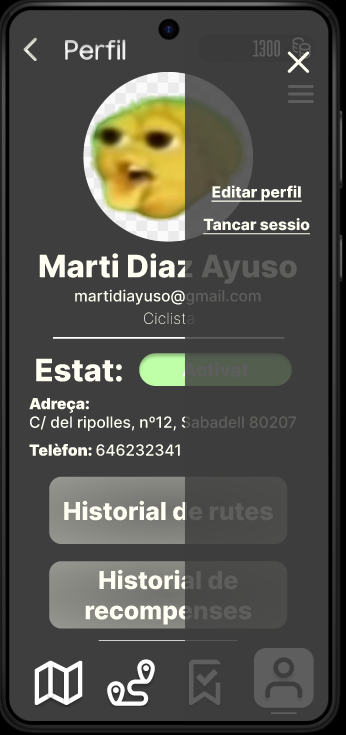 Perfil
1300
Editar perfil
Tancar sessio
Marti Diaz Ayuso
martidiayuso@gmail.com
Ciclista
Estat: Activat
Adreça:
C/ del ripolles, nº12, Sabadell 80207
Telèfon: 646232341
Historial de rutes
Historial de
recompenses